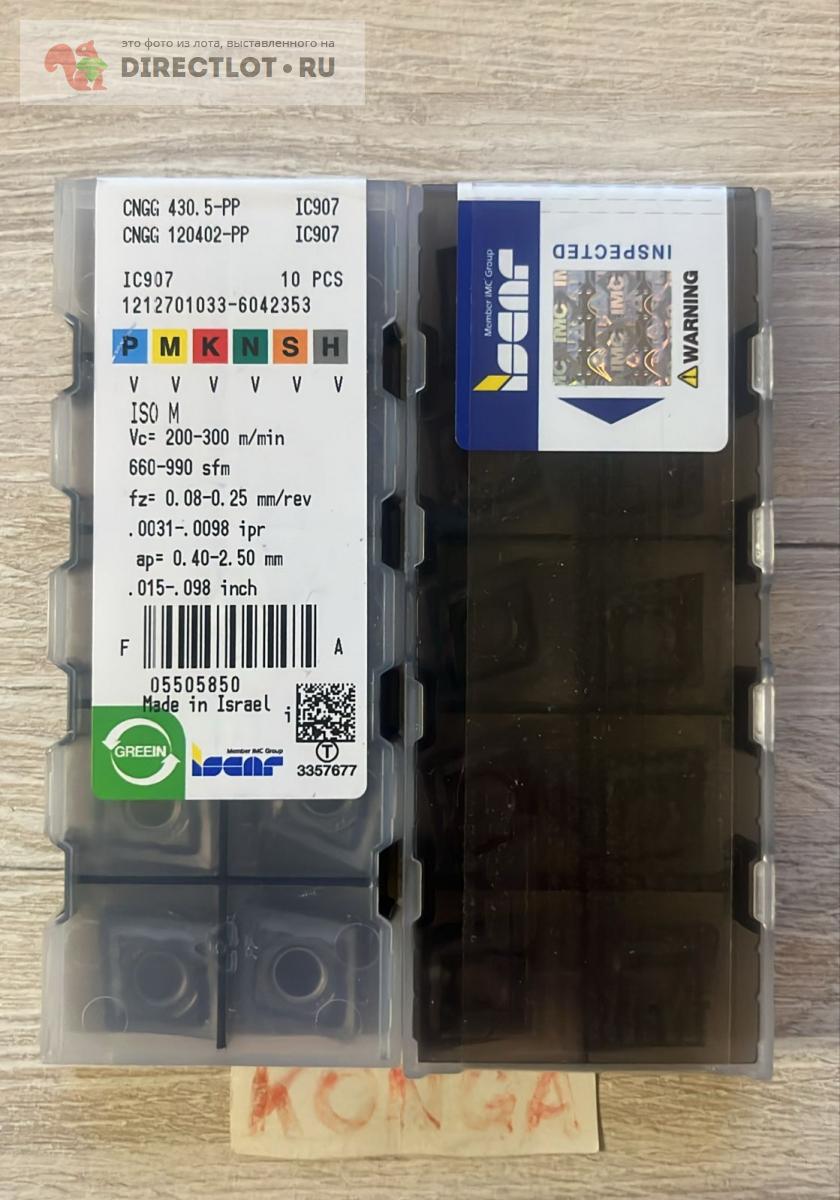 это фото из лота, выставленного на
DIRECTLOT•RU
CNGG 430.5-PP IC907
CNGG 120402-PP IC907
IC907 10 PCS
1212701033-6042353
P M K N S H
V V V V V V
ISO M
Vc= 200-300 m/min
660-990 sfm
fz= 0.08-0.25 mm/rev
.0031-.0098 ipr
ap= 0.40-2.50 mm
.015-.098 inch
F A
05505850
Made in Israel
i
GREEIN
Member IMC Group
iscar
T
3357677
Member IMC Group
iscar
INSPECTED
IMC
IMC
IMC
WARNING
KONGA